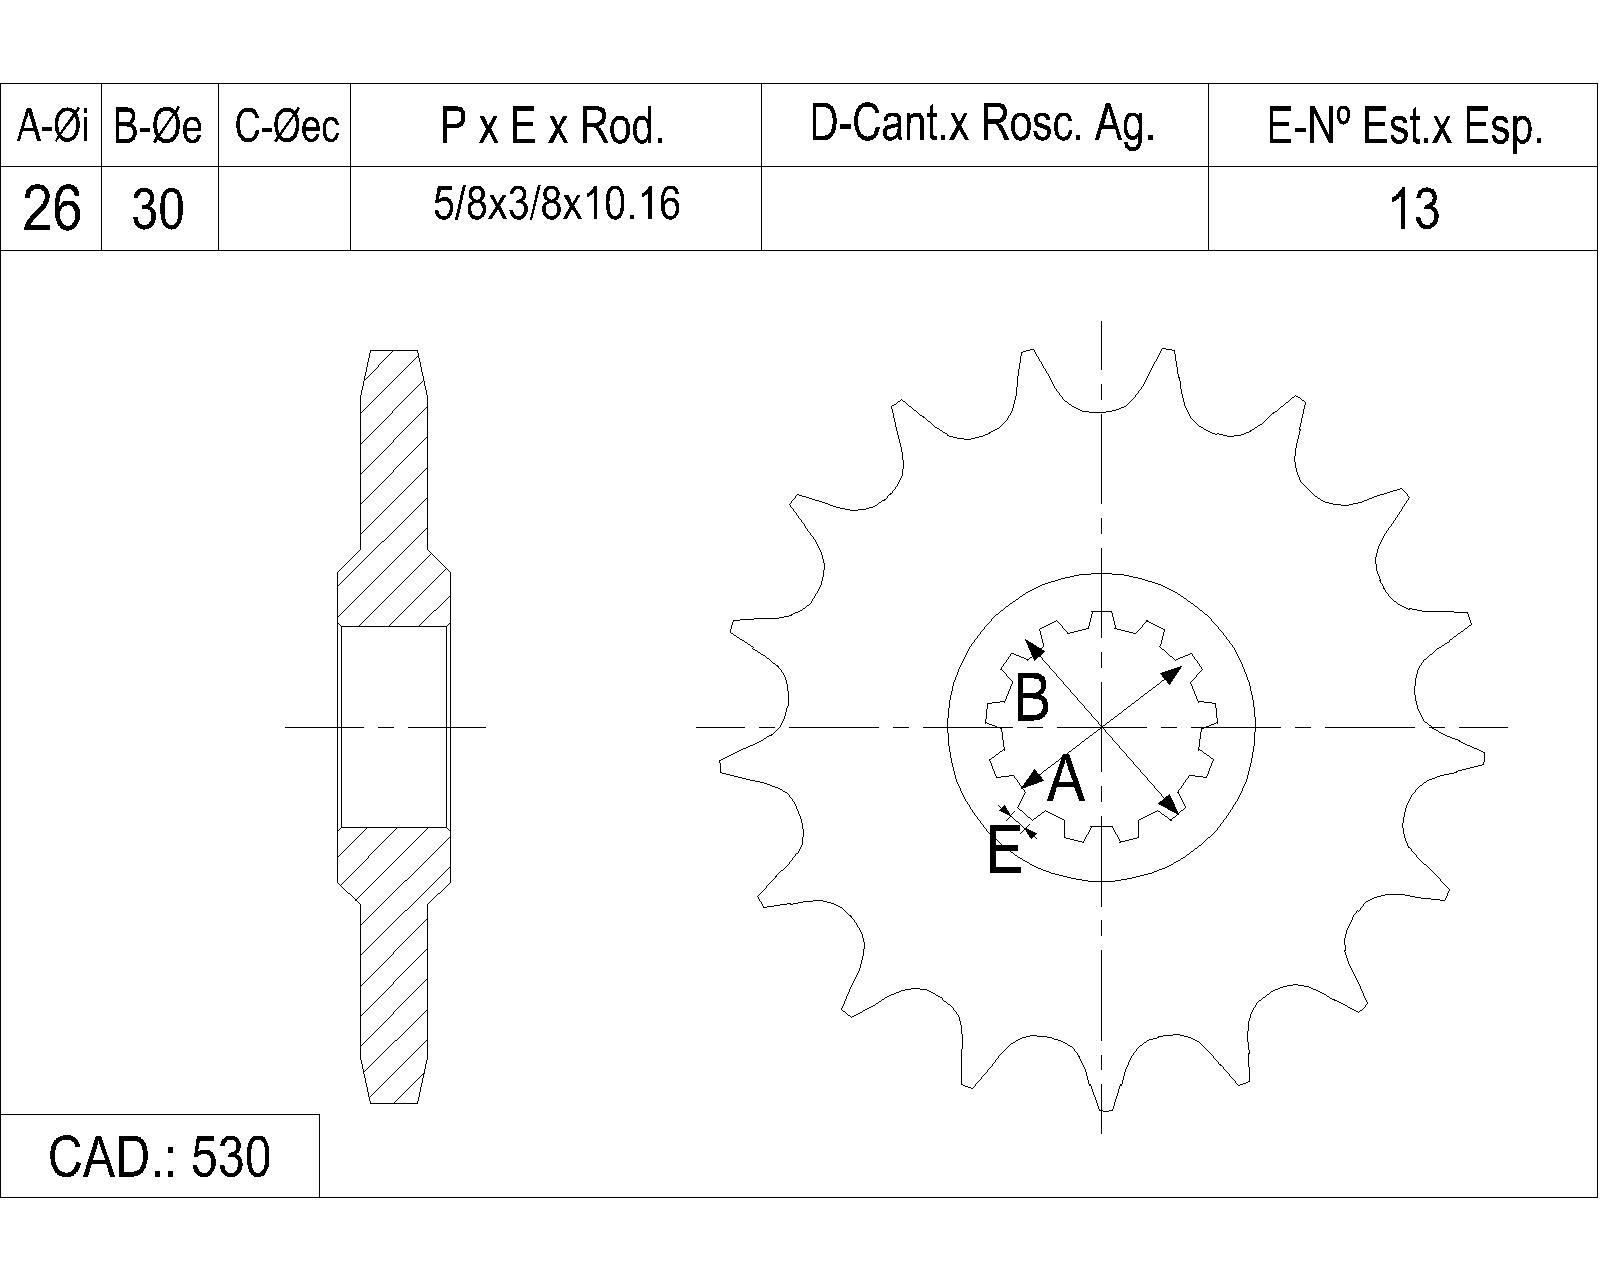 A-Øi B-Øe C-Øec P x E x Rod. D-Cant.x Rosc. Ag. E-Nº Est.x Esp.
26 30 5/8x3/8x10.16 13
B
A
E
CAD.: 530